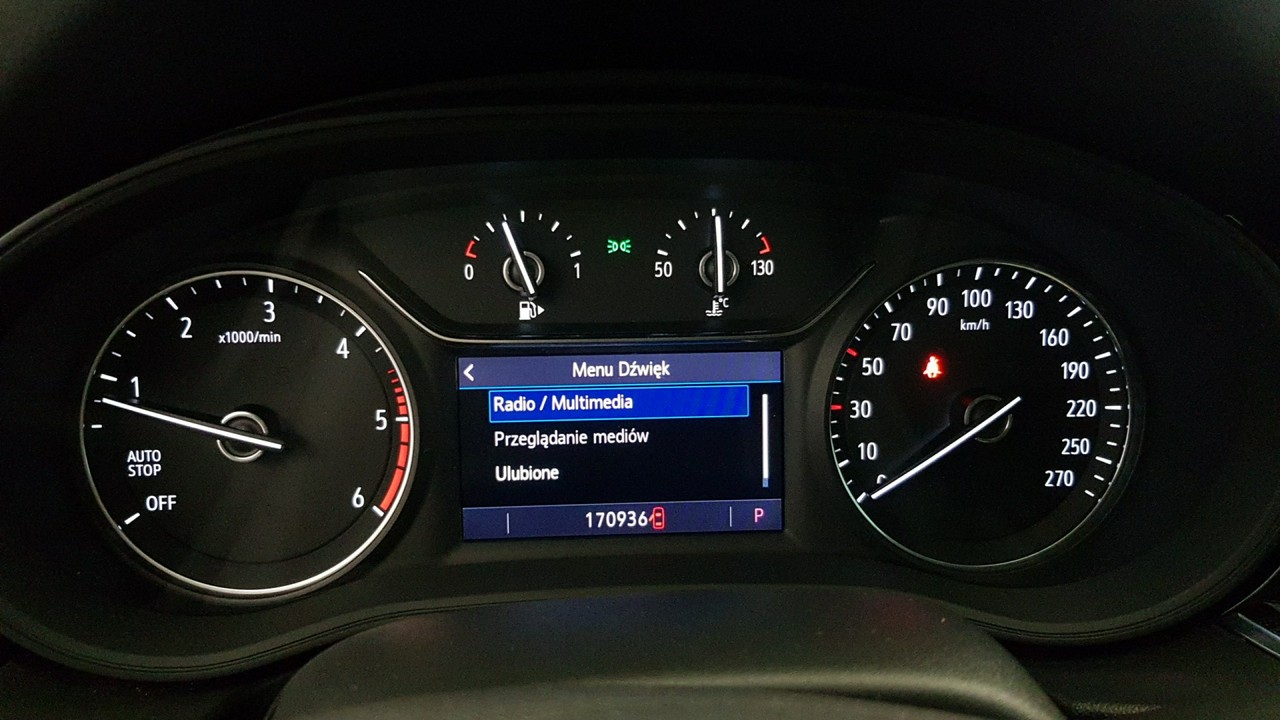 0
1
50
130
°C
1
2
3
4
5
6
x1000/min
AUTO
STOP
OFF
Menu Dźwięk
Radio / Multimedia
Przeglądanie mediów
Ulubione
170936
P
10
30
50
70
90
100
130
160
190
220
250
270
km/h